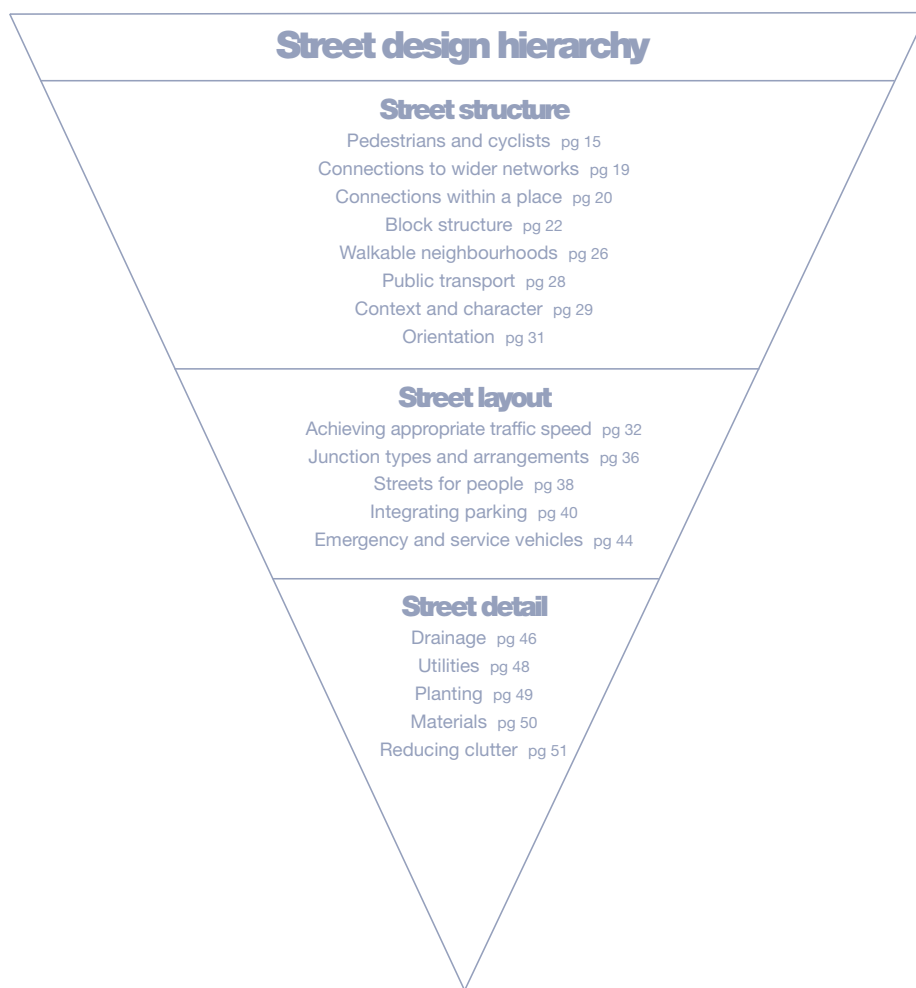 Street design hierarchy
Street structure
Pedestrians and cyclists pg 15
Connections to wider networks pg 19
Connections within a place pg 20
Block structure pg 22
Walkable neighbourhoods pg 26
Public transport pg 28
Context and character pg 29
Orientation pg 31
Street layout
Achieving appropriate traffic speed pg 32
Junction types and arrangements pg 36
Streets for people pg 38
Integrating parking pg 40
Emergency and service vehicles pg 44
Street detail
Drainage pg 46
Utilities pg 48
Planting pg 49
Materials pg 50
Reducing clutter pg 51